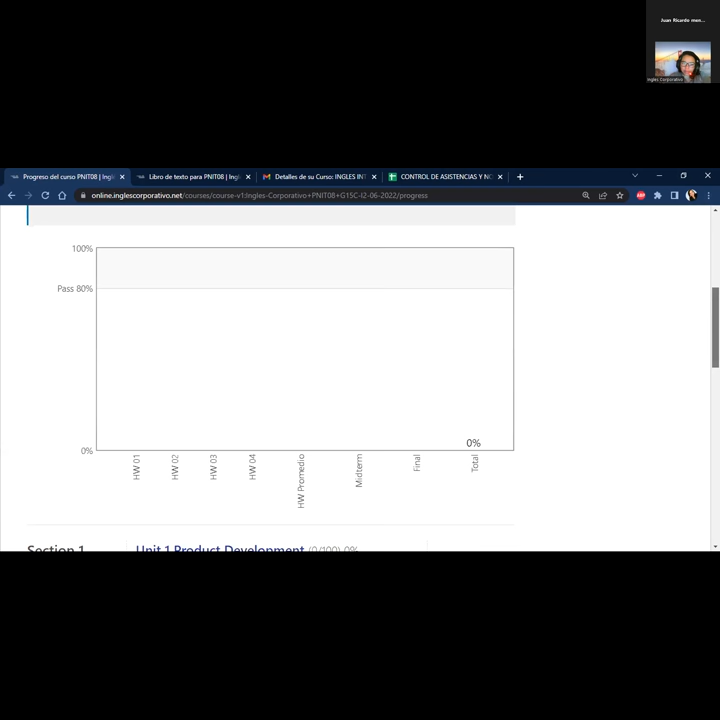 Juan Ricardo men...
Ingles Corporativo
Progreso del curso PNIT08 | Ingl
Libro de texto para PNIT08 | Ingl
Detalles de su Curso: INGLES INT
CONTROL DE ASISTENCIAS Y NO
online.inglescorporativo.net/courses/course-v1:Ingles-Corporativo+PNIT08+G15C-I2-06-2022/progress
ABP
100%
Pass 80%
0%
0%
HW 01
HW 02
HW 03
HW 04
HW Promedio
Midterm
Final
Total
Section 1
Unit 1 Product Development (0/100) 0%